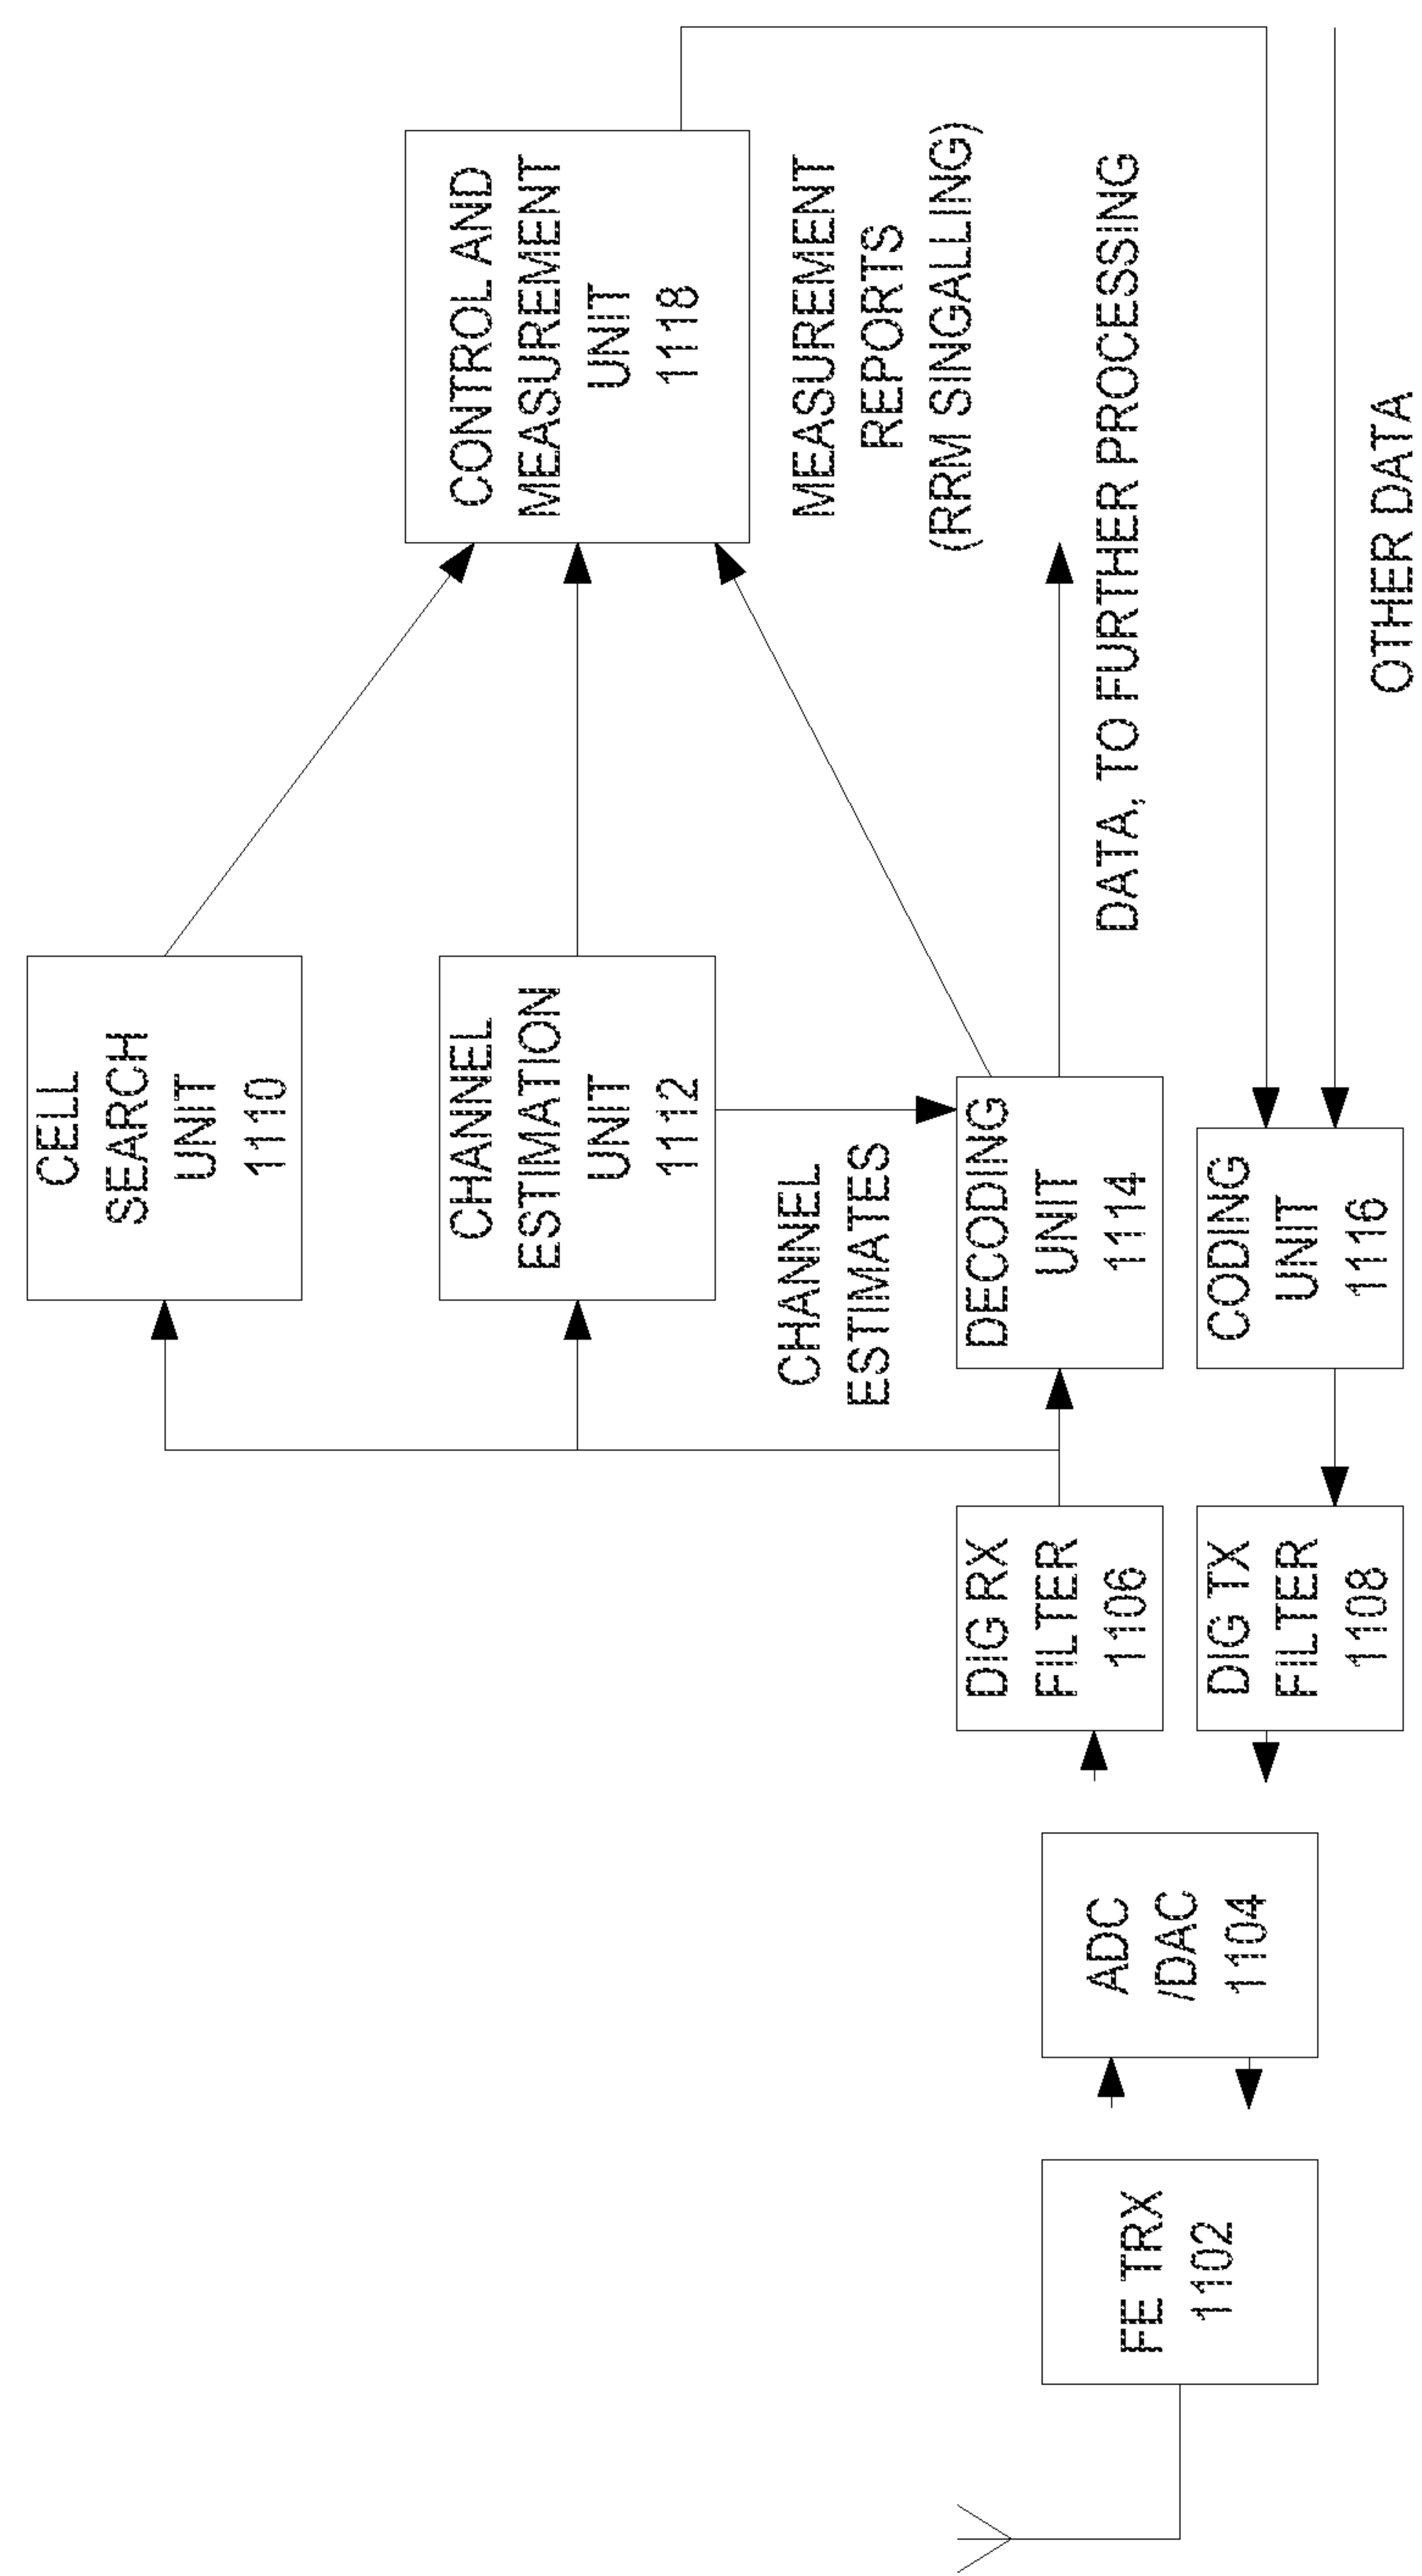 CELL
SEARCH
UNIT
1110
CHANNEL
ESTIMATION
UNIT
1112
CONTROL AND
MEASUREMENT
UNIT
1118
CHANNEL
ESTIMATES
MEASUREMENT
REPORTS
(RRM SINGALLING)
FE TRX
1102
ADC
/DAC
1104
DIG RX
FILTER
1106
DECODING
UNIT
1114
DATA, TO FURTHER PROCESSING
DIG TX
FILTER
1108
CODING
UNIT
1116
OTHER DATA